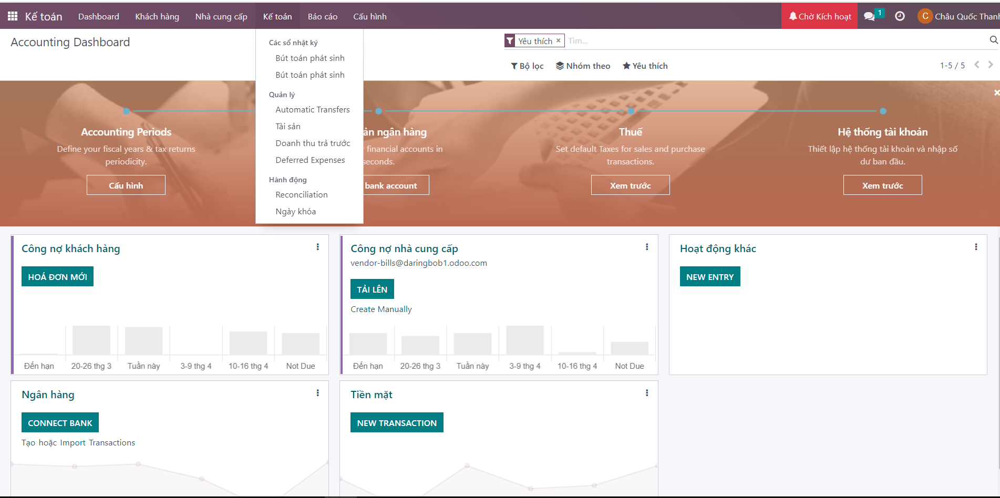 Kế toán Dashboard Khách hàng Nhà cung cấp Kế toán Báo cáo Cấu hình Chờ Kích hoạt 1 C Châu Quốc Thanh
Accounting Dashboard
Yêu thích × Tìm...
Bộ lọc Nhóm theo Yêu thích 1-5 / 5
Các sổ nhật ký
Bút toán phát sinh
Bút toán phát sinh
Quản lý
Automatic Transfers
Tài sản
Doanh thu trả trước
Deferred Expenses
Hành động
Reconciliation
Ngày khóa
Accounting Periods
Define your fiscal years & tax returns
periodicity.
Cấu hình
ản ngân hàng
financial accounts in
seconds.
bank account
Thuế
Set default Taxes for sales and purchase
transactions.
Xem trước
Hệ thống tài khoản
Thiết lập hệ thống tài khoản và nhập số
dư ban đầu.
Xem trước
Công nợ khách hàng
HOÁ ĐƠN MỚI
Đến hạn 20-26 thg 3 Tuần này 3-9 thg 4 10-16 thg 4 Not Due
Công nợ nhà cung cấp
vendor-bills@daringbob1.odoo.com
TẢI LÊN
Create Manually
Đến hạn 20-26 thg 3 Tuần này 3-9 thg 4 10-16 thg 4 Not Due
Hoạt động khác
NEW ENTRY
Ngân hàng
CONNECT BANK
Tạo hoặc Import Transactions
Tiền mặt
NEW TRANSACTION